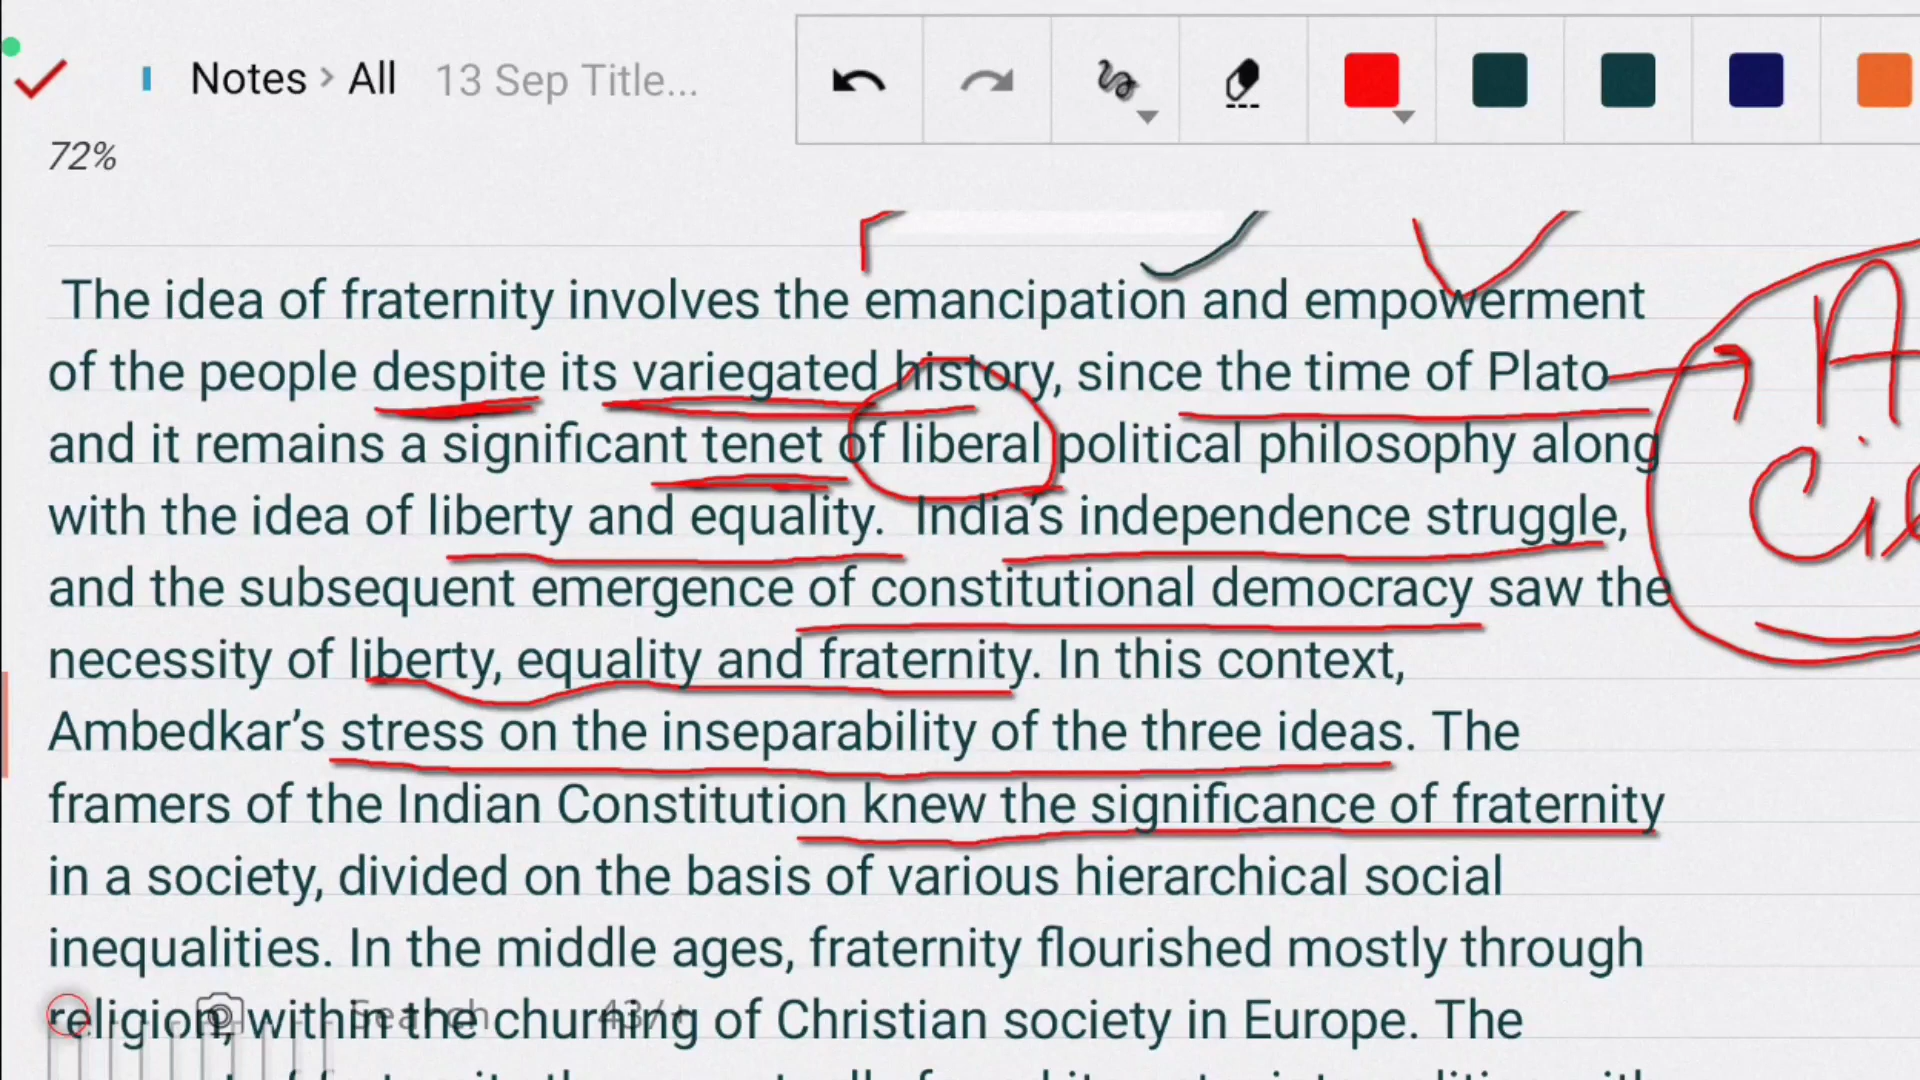 Notes > All 13 Sep Title...
72%
The idea of fraternity involves the emancipation and empowerment
of the people despite its variegated history, since the time of Plato
and it remains a significant tenet of liberal political philosophy along
with the idea of liberty and equality. India's independence struggle,
and the subsequent emergence of constitutional democracy saw the
necessity of liberty, equality and fraternity. In this context,
Ambedkar's stress on the inseparability of the three ideas. The
framers of the Indian Constitution knew the significance of fraternity
in a society, divided on the basis of various hierarchical social
inequalities. In the middle ages, fraternity flourished mostly through
religion, within the churning of Christian society in Europe. The
Search